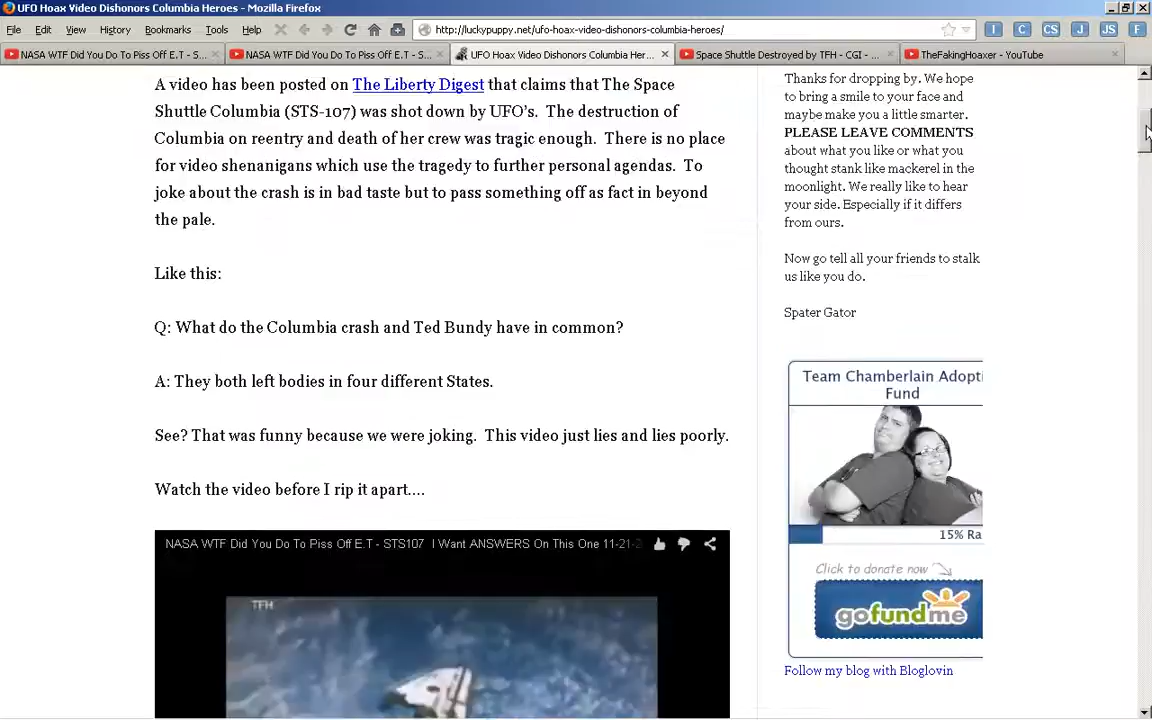 UFO Hoax Video Dishonors Columbia Heroes - Mozilla Firefox
File Edit View History Bookmarks Tools Help
http://luckypuppy.net/ufo-hoax-video-dishonors-columbia-heroes/
I C CS J JS F
NASA WTF Did You Do To Piss Off E.T - S...
NASA WTF Did You Do To Piss Off E.T - S...
UFO Hoax Video Dishonors Columbia Her...
Space Shuttle Destroyed by TFH - CGI - ...
TheFakingHoaxer - YouTube
A video has been posted on The Liberty Digest that claims that The Space
Shuttle Columbia (STS-107) was shot down by UFO's. The destruction of
Columbia on reentry and death of her crew was tragic enough. There is no place
for video shenanigans which use the tragedy to further personal agendas. To
joke about the crash is in bad taste but to pass something off as fact in beyond
the pale.
Like this:
Q: What do the Columbia crash and Ted Bundy have in common?
A: They both left bodies in four different States.
See? That was funny because we were joking. This video just lies and lies poorly.
Watch the video before I rip it apart....
NASA WTF Did You Do To Piss Off E.T - STS107 I Want ANSWERS On This One 11-21-2
TFH
Thanks for dropping by. We hope
to bring a smile to your face and
maybe make you a little smarter.
PLEASE LEAVE COMMENTS
about what you like or what you
thought stank like mackerel in the
moonlight. We really like to hear
your side. Especially if it differs
from ours.
Now go tell all your friends to stalk
us like you do.
Spater Gator
Team Chamberlain Adopti
Fund
15% Ra
Click to donate now
gofundme
Follow my blog with Bloglovin